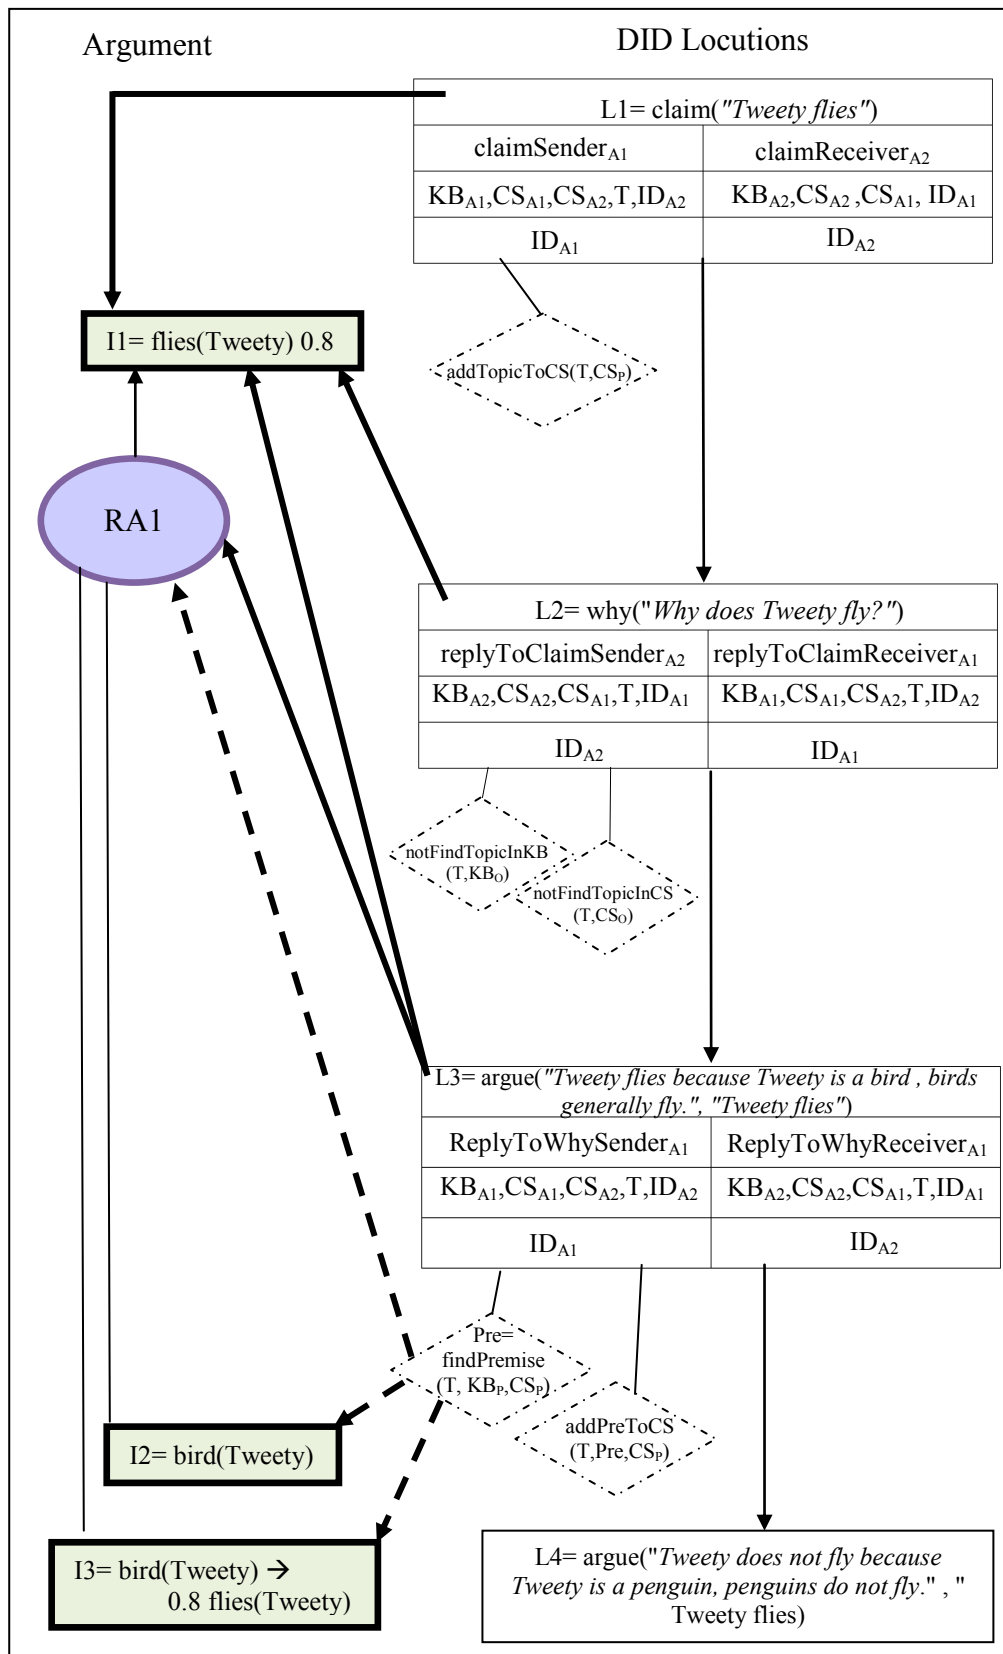 Argument
DID Locutions
L1= claim("Tweety flies")
claimSenderA1
claimReceiverA2
KBA1,CSA1,CSA2,T,IDA2
KBA2,CSA2 ,CSA1, IDA1
IDA1
IDA2
addTopicToCS(T,CSP)
I1= flies(Tweety) 0.8
RA1
L2= why("Why does Tweety fly?")
replyToClaimSenderA2
replyToClaimReceiverA1
KBA2,CSA2,CSA1,T,IDA1
KBA1,CSA1,CSA2,T,IDA2
IDA2
IDA1
notFindTopicInKB
(T,KBO)
notFindTopicInCS
(T,CSO)
L3= argue("Tweety flies because Tweety is a bird , birds
generally fly.", "Tweety flies")
ReplyToWhySenderA1
ReplyToWhyReceiverA1
KBA1,CSA1,CSA2,T,IDA2
KBA2,CSA2,CSA1,T,IDA1
IDA1
IDA2
Pre=
findPremise
(T, KBP,CSP)
addPreToCS
(T,Pre,CSP)
I2= bird(Tweety)
I3= bird(Tweety) →
0.8 flies(Tweety)
L4= argue("Tweety does not fly because
Tweety is a penguin, penguins do not fly." , "
Tweety flies)